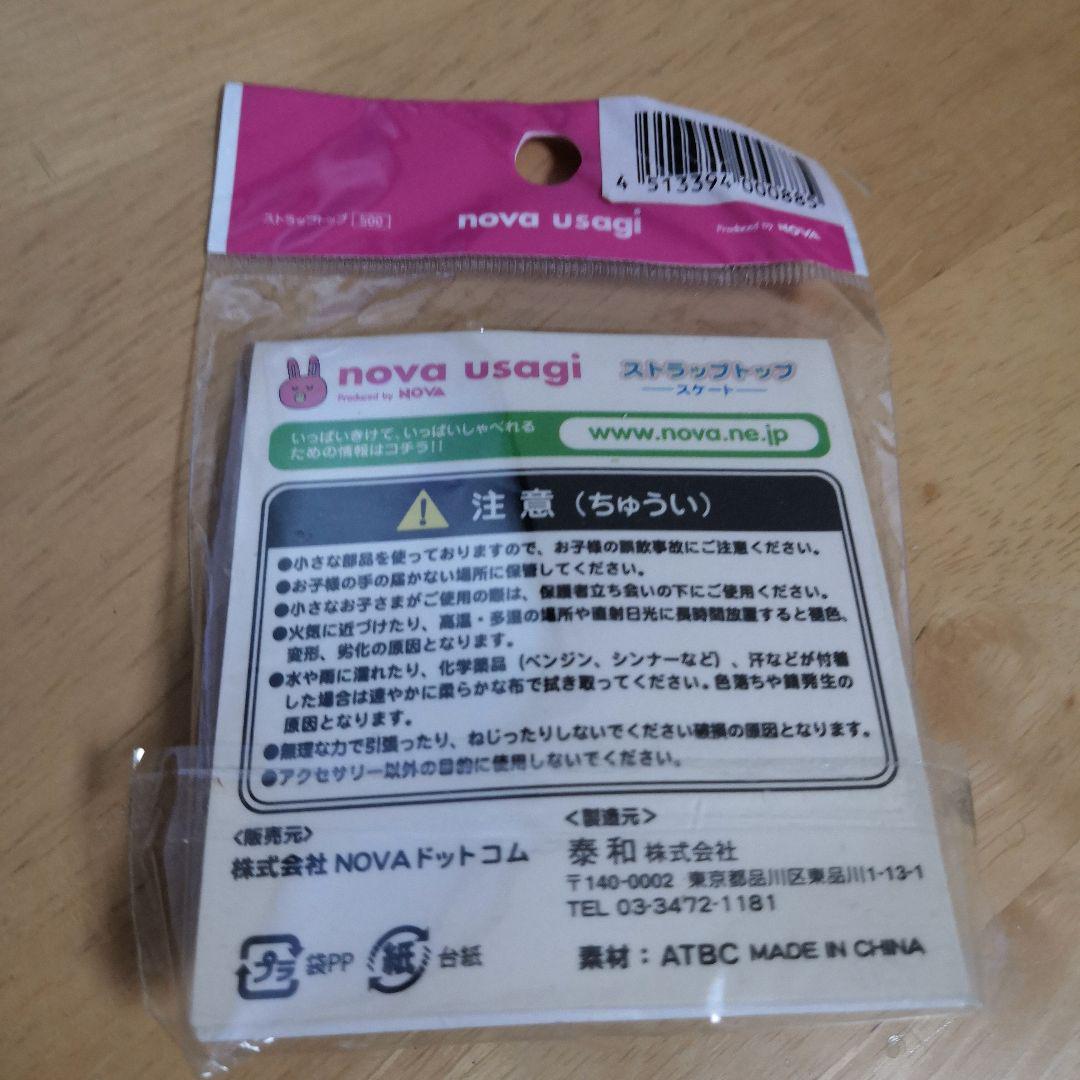 4 513394 000885
ストラップトップ [500]
nova usagi
Produced by NOVA
nova usagi
Produced by NOVA
ストラップトップ
スケート
いっぱいきけて、いっぱいしゃべれる
ための情報はコチラ!!
www.nova.ne.jp
注意（ちゅうい）
●小さな部品を使っておりますので、お子様の誤飲事故にご注意ください。
●お子様の手の届かない場所に保管してください。
●小さなお子さまがご使用の際は、保護者立ち会いの下にご使用ください。
●火気に近づけたり、高温・多湿の場所や直射日光に長時間放置すると褪色、
変形、劣化の原因となります。
●水や雨に濡れたり、化学薬品（ベンジン、シンナーなど）、汗などが付着
した場合は速やかに柔らかな布で拭き取ってください。色落ちや錆発生の
原因となります。
●無理な力で引張ったり、ねじったりしないでください破損の原因となります。
●アクセサリー以外の目的に使用しないでください。
<販売元>
株式会社NOVAドットコム
<製造元>
泰和株式会社
〒140-0002 東京都品川区東品川1-13-1
TEL 03-3472-1181
プラ 袋PP
紙 台紙
素材：ATBC MADE IN CHINA